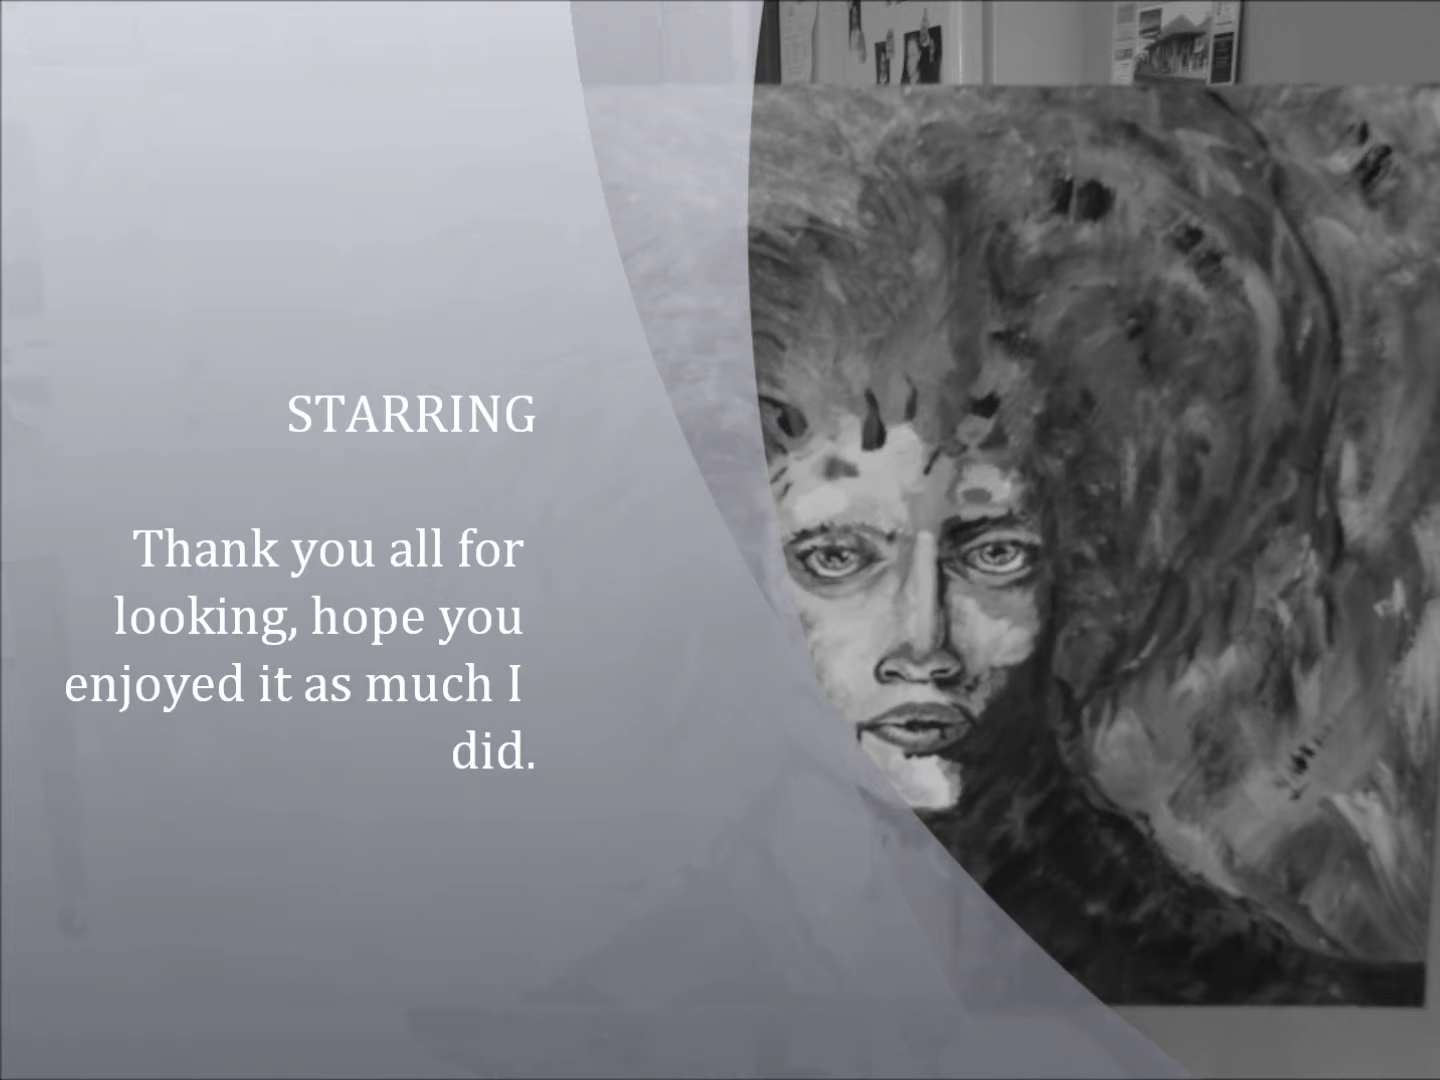 STARRING
Thank you all for
looking, hope you
enjoyed it as much I
did.